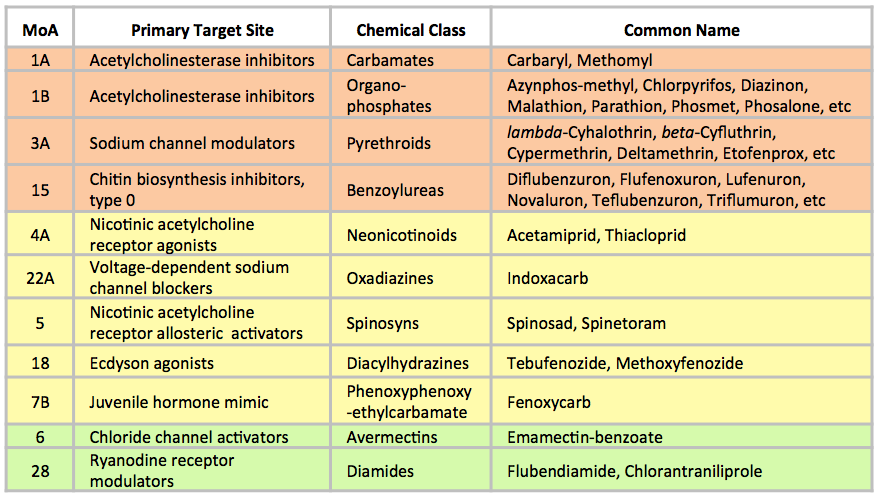 MoA Primary Target Site Chemical Class Common Name
1A Acetylcholinesterase inhibitors Carbamates Carbaryl, Methomyl
1B Acetylcholinesterase inhibitors Organo-
phosphates Azynphos-methyl, Chlorpyrifos, Diazinon,
Malathion, Parathion, Phosmet, Phosalone, etc
3A Sodium channel modulators Pyrethroids lambda-Cyhalothrin, beta-Cyfluthrin,
Cypermethrin, Deltamethrin, Etofenprox, etc
15 Chitin biosynthesis inhibitors,
type 0 Benzoylureas Diflubenzuron, Flufenoxuron, Lufenuron,
Novaluron, Teflubenzuron, Triflumuron, etc
4A Nicotinic acetylcholine
receptor agonists Neonicotinoids Acetamiprid, Thiacloprid
22A Voltage-dependent sodium
channel blockers Oxadiazines Indoxacarb
5 Nicotinic acetylcholine
receptor allosteric activators Spinosyns Spinosad, Spinetoram
18 Ecdyson agonists Diacylhydrazines Tebufenozide, Methoxyfenozide
7B Juvenile hormone mimic Phenoxyphenoxy
-ethylcarbamate Fenoxycarb
6 Chloride channel activators Avermectins Emamectin-benzoate
28 Ryanodine receptor
modulators Diamides Flubendiamide, Chlorantraniliprole